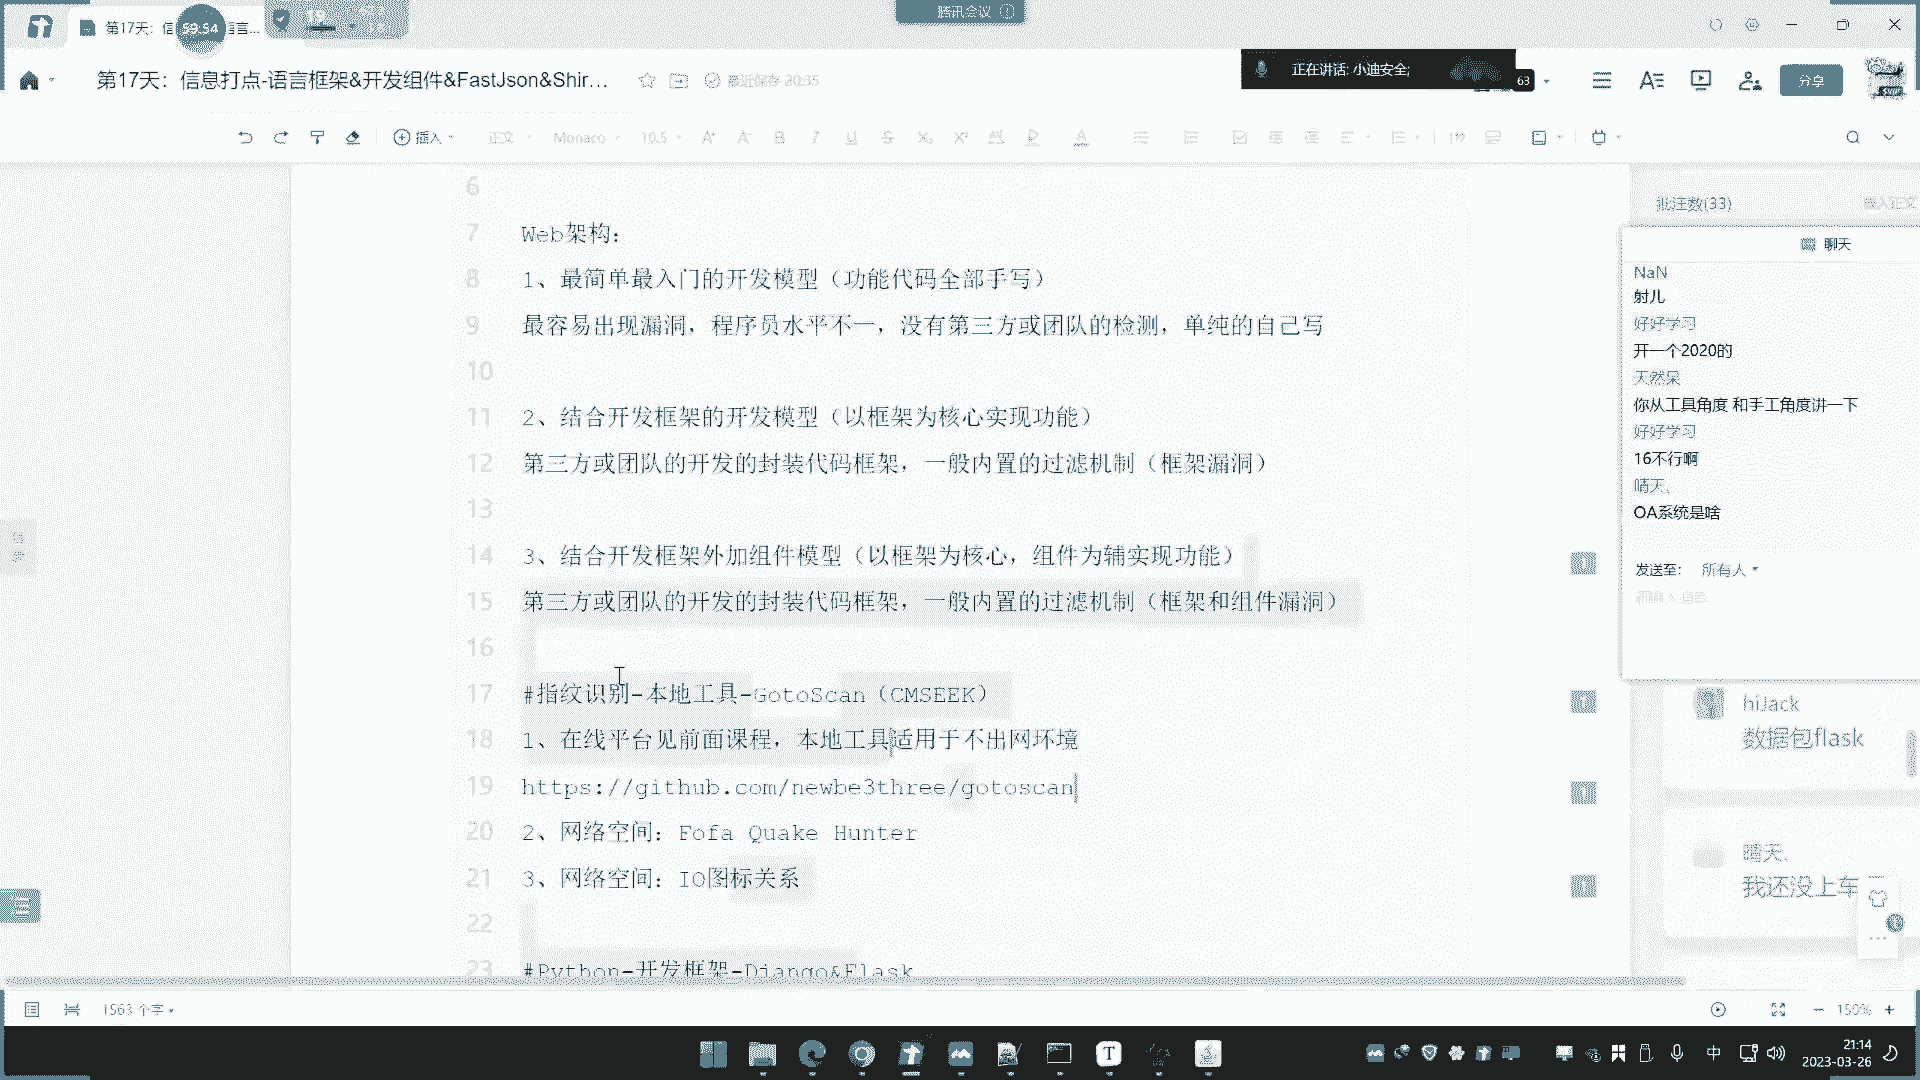 第17天：信
言...
59:54
19
腾讯会议
第17天：信息打点-语言框架&开发组件&FastJson&Shir...
最近保存 20:35
正在讲话: 小迪安全;
63
分享
插入
正文
Monaco
10.5
批注数(33)
6
7 Web架构：
8 1、最简单最入门的开发模型（功能代码全部手写）
9 最容易出现漏洞，程序员水平不一，没有第三方或团队的检测，单纯的自己写
10
11 2、结合开发框架的开发模型（以框架为核心实现功能）
12 第三方或团队的开发的封装代码框架，一般内置的过滤机制（框架漏洞）
13
14 3、结合开发框架外加组件模型（以框架为核心，组件为辅实现功能）
15 第三方或团队的开发的封装代码框架，一般内置的过滤机制（框架和组件漏洞）
16
17 #指纹识别-本地工具-GotoScan（CMSEEK）
18 1、在线平台见前面课程，本地工具适用于不出网环境
19 https://github.com/newbe3three/gotoscan
20 2、网络空间：Fofa Quake Hunter
21 3、网络空间：IO图标关系
22
23 #Python-开发框架-Django&Flask
聊天
NaN
射儿
好好学习
开一个2020的
天然呆
你从工具角度 和手工角度讲一下
好好学习
16不行啊
晴天、
OA系统是啥
发送至： 所有人
hiJack
数据包flask
晴天、
我还没上车
1563 个字
150%
中
21:14
2023-03-26